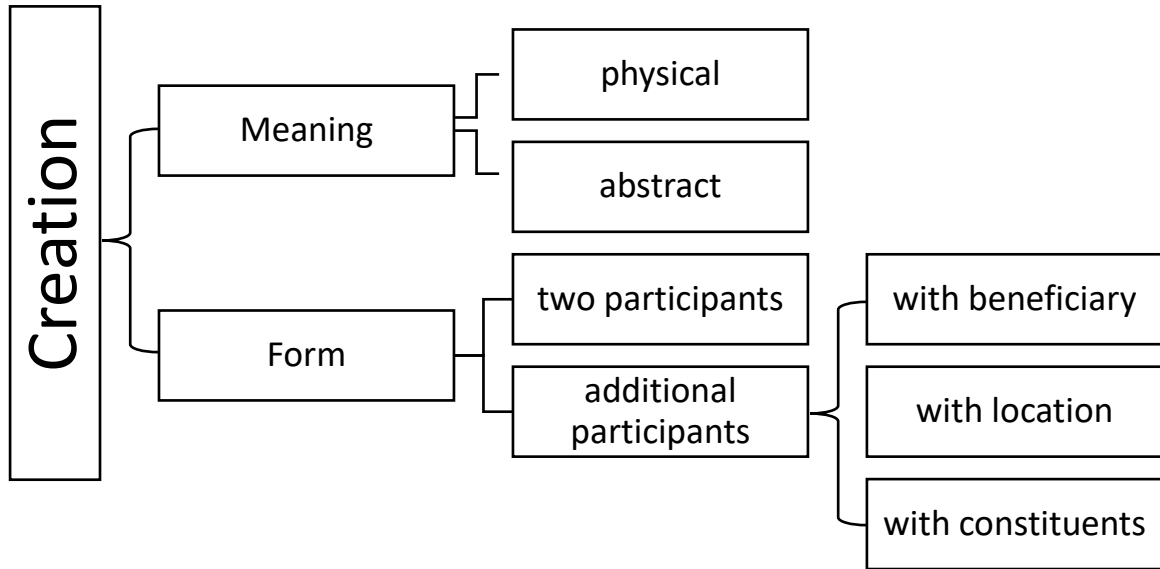 Creation
Meaning
physical
abstract
Form
two participants
additional
participants
with beneficiary
with location
with constituents